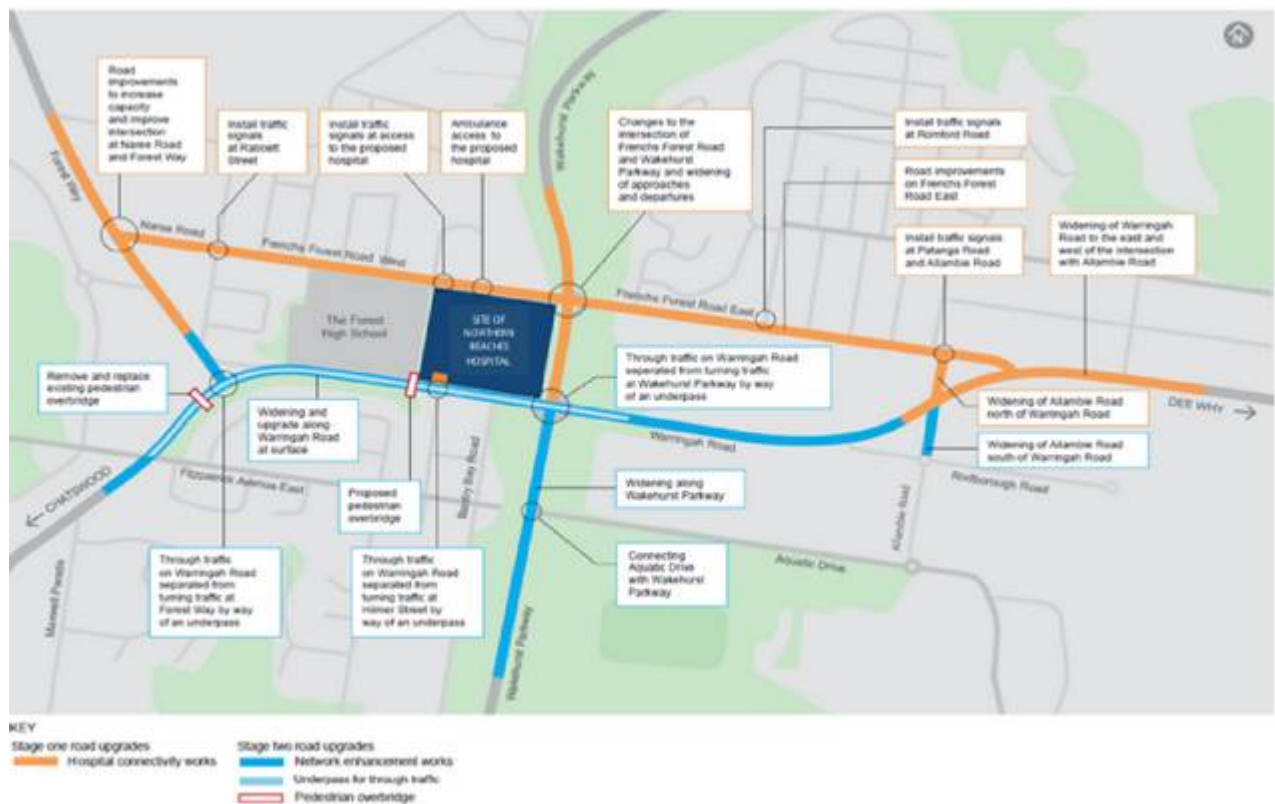 Road
improvements
to increase
capacity
and improve
intersection
at Naree Road
and Forest Way
Install traffic
signals
at Rabbett
Street
Install traffic
signals at access
to the proposed
hospital
Ambulance
access to
the proposed
hospital
Wakehurst Parkway
Changes to the
intersection of
Frenchs Forest Road
and Wakehurst
Parkway and widening
of approaches
and departures
Install traffic signals
at Romford Road
Road improvements
on Frenchs Forest
Road East
Install traffic signals
at Patanga Road
and Allambie Road
Widening of Warringah
Road to the east and
west of the intersection
with Allambie Road
N
Forest Way
Naree Road
Frenchs Forest Road West
Frenchs Forest Road East
The Forest
High School
SITE OF
NORTHERN
BEACHES
HOSPITAL
Remove and replace
existing pedestrian
overbridge
Widening and
upgrade along
Warringah Road
at surface
Through traffic on Warringah Road
seperated from turning traffic
at Wakehurst Parkway by way
of an underpass
Warringah Road
Widening of Allambie Road
north of Warringah Road
Widening of Allambie Road
south of Warringah Road
DEE WHY
CHATSWOOD
Fitzpatrick Avenue East
Proposed
pedestrian
overbridge
Bantry Bay Road
Widening along
Wakehurst Parkway
Rodborough Road
Allambie Road
Through traffic
on Warringah Road
separated from
turning traffic at
Forest Way by way
of an underpass
Through traffic
on Warringah Road
separated from
turning traffic at
Hilmer Street by
way of an underpass
Connecting
Aquatic Drive
with Wakehurst
Parkway
Aquatic Drive
Maxwell Parade
Wakehurst Parkway
KEY
Stage one road upgrades
Hospital connectivity works
Stage two road upgrades
Network enhancement works
Underpass for through traffic
Pedestrian overbridge